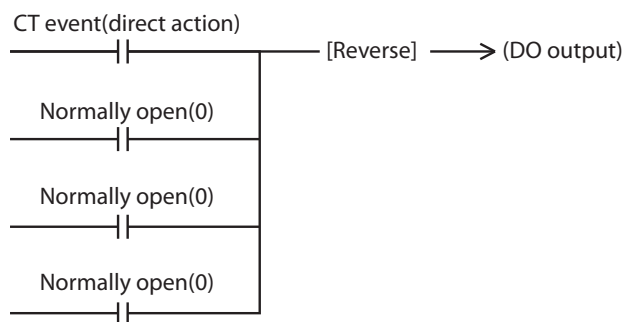 CT event(direct action)
[Reverse] (DO output)
Normally open(0)
Normally open(0)
Normally open(0)